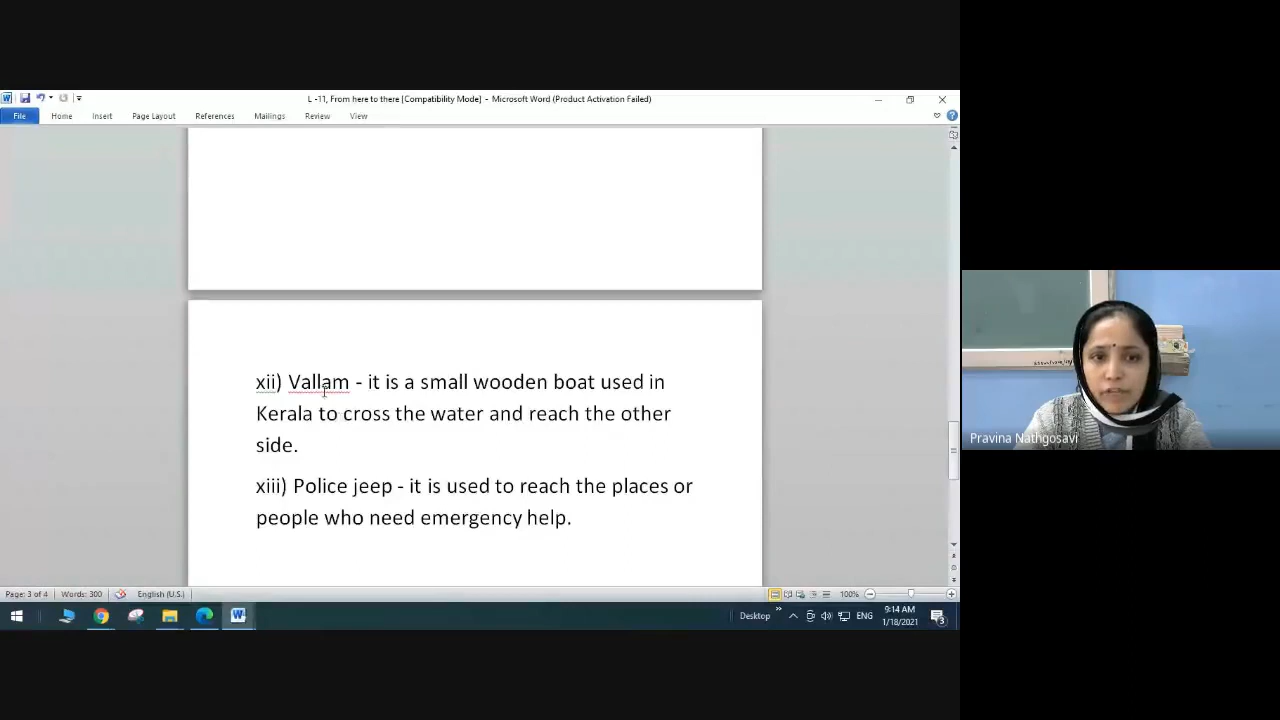 L -11, From here to there [Compatibility Mode] - Microsoft Word (Product Activation Failed)
File Home Insert Page Layout References Mailings Review View
xii) Vallam - it is a small wooden boat used in
Kerala to cross the water and reach the other
side.
xiii) Police jeep - it is used to reach the places or
people who need emergency help.
Pravina Nathgosavi
Page: 3 of 4 Words: 300 English (U.S.) 100%
Desktop ENG 9:14 AM
1/18/2021
3